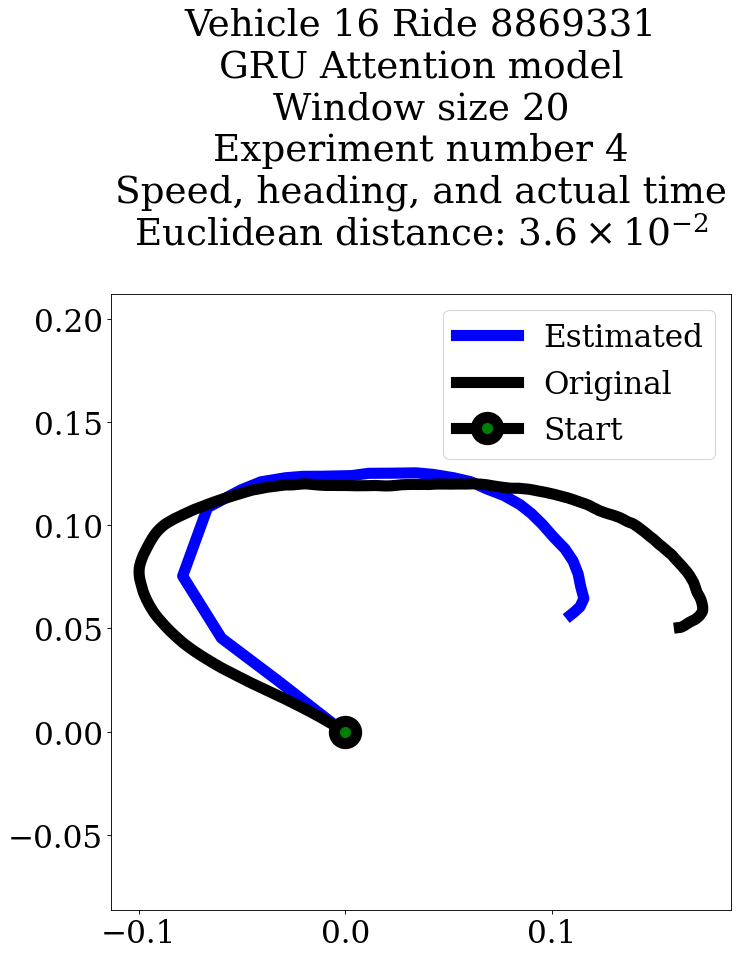 Vehicle 16 Ride 8869331
GRU Attention model
Window size 20
Experiment number 4
Speed, heading, and actual time
Euclidean distance: 3.6 × 10⁻²
Estimated
Original
Start
0.20
0.15
0.10
0.05
0.00
−0.05
−0.1 0.0 0.1